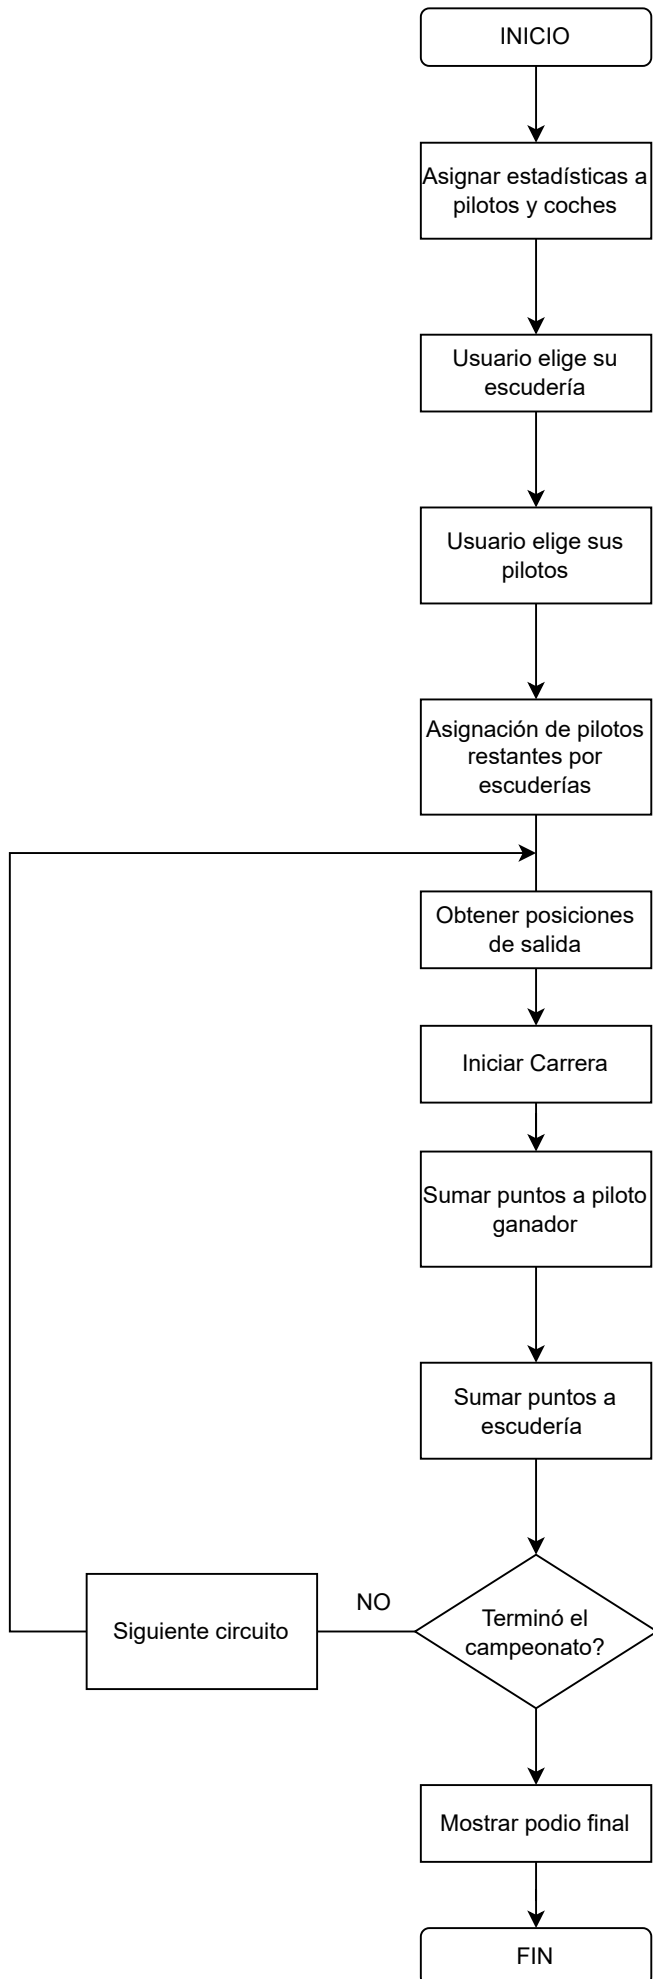 INICIO
Asignar estadísticas a
pilotos y coches
Usuario elige su
escudería
Usuario elige sus
pilotos
Asignación de pilotos
restantes por
escuderías
Obtener posiciones
de salida
Iniciar Carrera
Sumar puntos a piloto
ganador
Sumar puntos a
escudería
Terminó el
campeonato?
NO
Siguiente circuito
Mostrar podio final
FIN